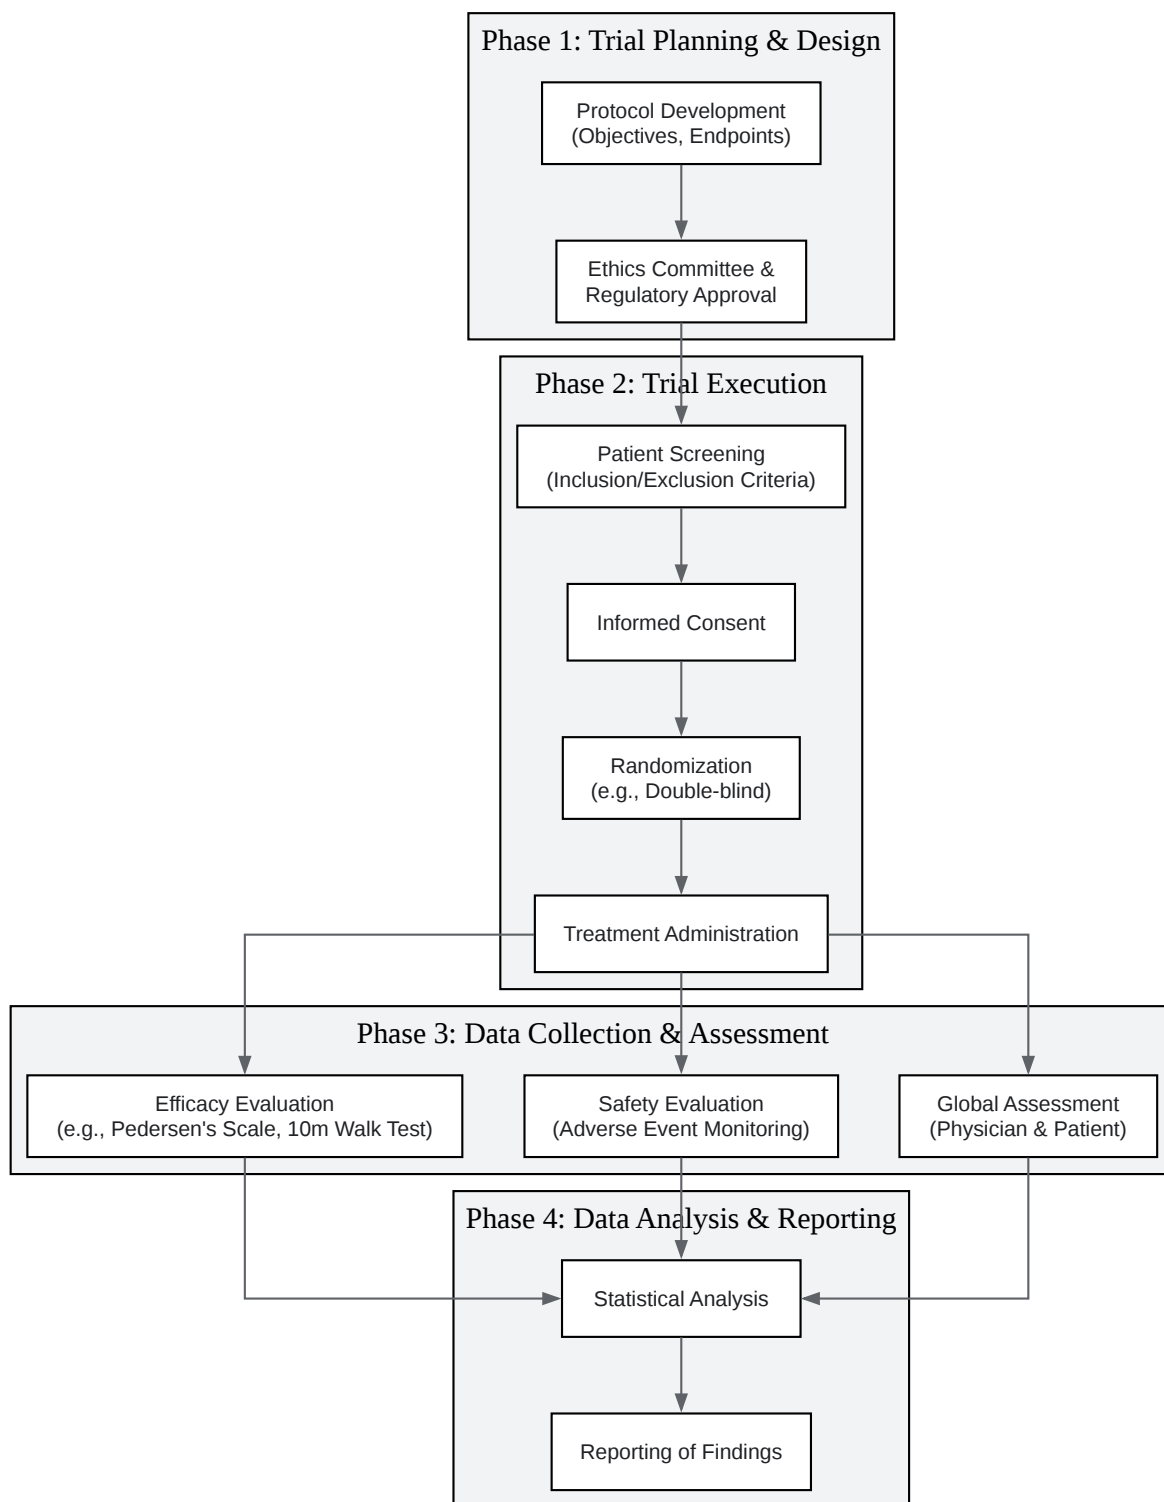 Phase 1: Trial Planning & Design
Protocol Development
(Objectives, Endpoints)
Ethics Committee &
Regulatory Approval
Phase 2: Trial Execution
Patient Screening
(Inclusion/Exclusion Criteria)
Informed Consent
Randomization
(e.g., Double-blind)
Treatment Administration
Phase 3: Data Collection & Assessment
Efficacy Evaluation
(e.g., Pedersen's Scale, 10m Walk Test)
Safety Evaluation
(Adverse Event Monitoring)
Global Assessment
(Physician & Patient)
Phase 4: Data Analysis & Reporting
Statistical Analysis
Reporting of Findings